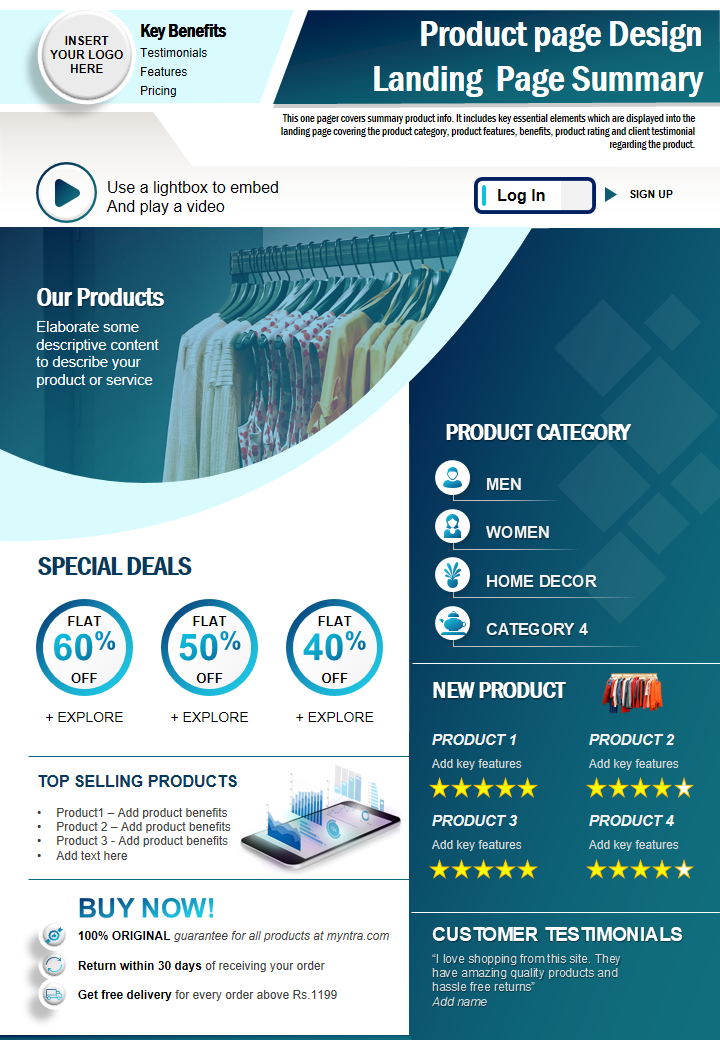 INSERT
YOUR LOGO
HERE
Key Benefits
Testimonials
Features
Pricing
Product page Design
Landing Page Summary
This one pager covers summary product info. It includes key essential elements which are displayed into the
landing page covering the product category, product features, benefits, product rating and client testimonial
regarding the product.
Use a lightbox to embed
And play a video
Log In
SIGN UP
Our Products
Elaborate some
descriptive content
to describe your
product or service
PRODUCT CATEGORY
MEN
WOMEN
HOME DECOR
CATEGORY 4
SPECIAL DEALS
FLAT
60%
OFF
+ EXPLORE
FLAT
50%
OFF
+ EXPLORE
FLAT
40%
OFF
+ EXPLORE
NEW PRODUCT
PRODUCT 1
Add key features
PRODUCT 2
Add key features
PRODUCT 3
Add key features
PRODUCT 4
Add key features
TOP SELLING PRODUCTS
• Product1 – Add product benefits
• Product 2 – Add product benefits
• Product 3 - Add product benefits
• Add text here
BUY NOW!
100% ORIGINAL guarantee for all products at myntra.com
Return within 30 days of receiving your order
Get free delivery for every order above Rs.1199
CUSTOMER TESTIMONIALS
“I love shopping from this site. They
have amazing quality products and
hassle free returns”
Add name